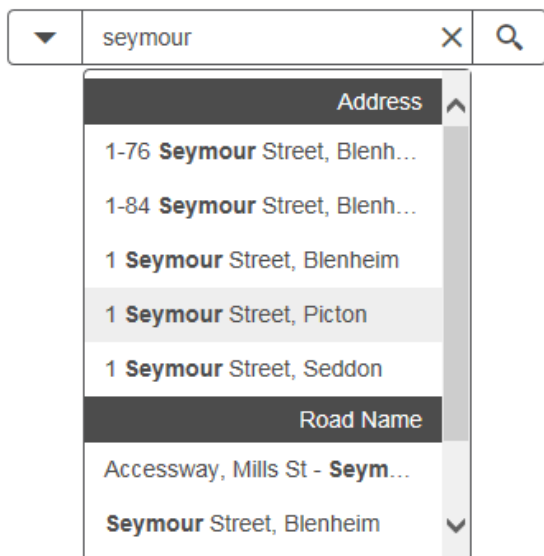 seymour
Address
1-76 Seymour Street, Blenh...
1-84 Seymour Street, Blenh...
1 Seymour Street, Blenheim
1 Seymour Street, Picton
1 Seymour Street, Seddon
Road Name
Accessway, Mills St - Seym...
Seymour Street, Blenheim